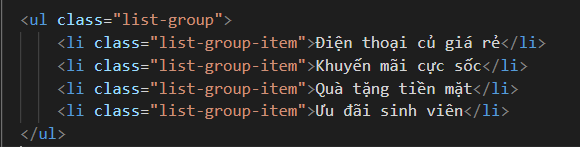 <ul class="list-group">
<li class="list-group-item">Điện thoại củ giá rẻ</li>
<li class="list-group-item">Khuyến mãi cực sốc</li>
<li class="list-group-item">Quà tặng tiền mặt</li>
<li class="list-group-item">Ưu đãi sinh viên</li>
</ul>